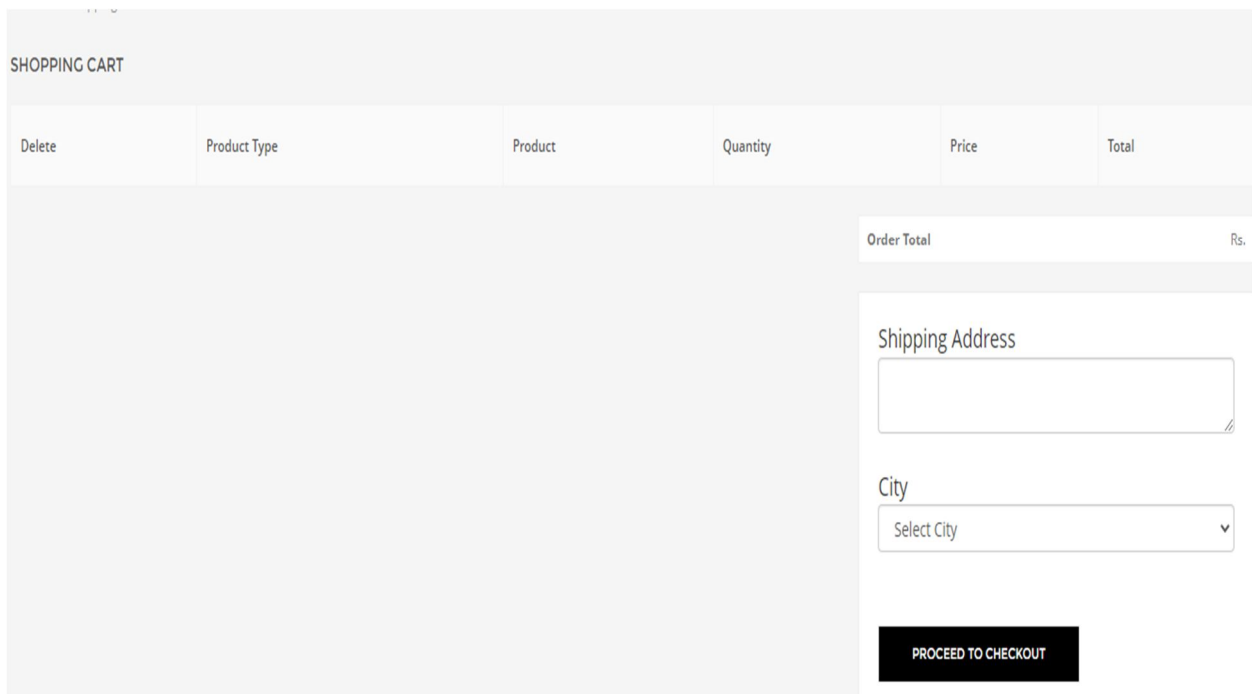 SHOPPING CART
Delete Product Type Product Quantity Price Total
Order Total Rs.
Shipping Address
City
Select City
PROCEED TO CHECKOUT